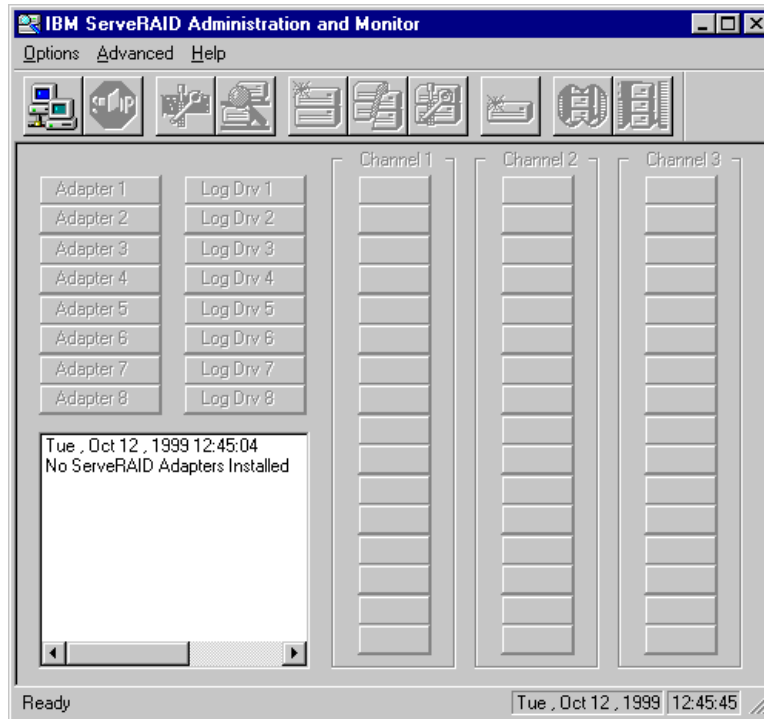 IBM ServeRAID Administration and Monitor
Options Advanced Help
Adapter 1
Adapter 2
Adapter 3
Adapter 4
Adapter 5
Adapter 6
Adapter 7
Adapter 8
Log Drv 1
Log Drv 2
Log Drv 3
Log Drv 4
Log Drv 5
Log Drv 6
Log Drv 7
Log Drv 8
Channel 1
Channel 2
Channel 3
Tue , Oct 12 , 1999 12:45:04
No ServeRAID Adapters Installed
Ready
Tue , Oct 12 , 1999 12:45:45